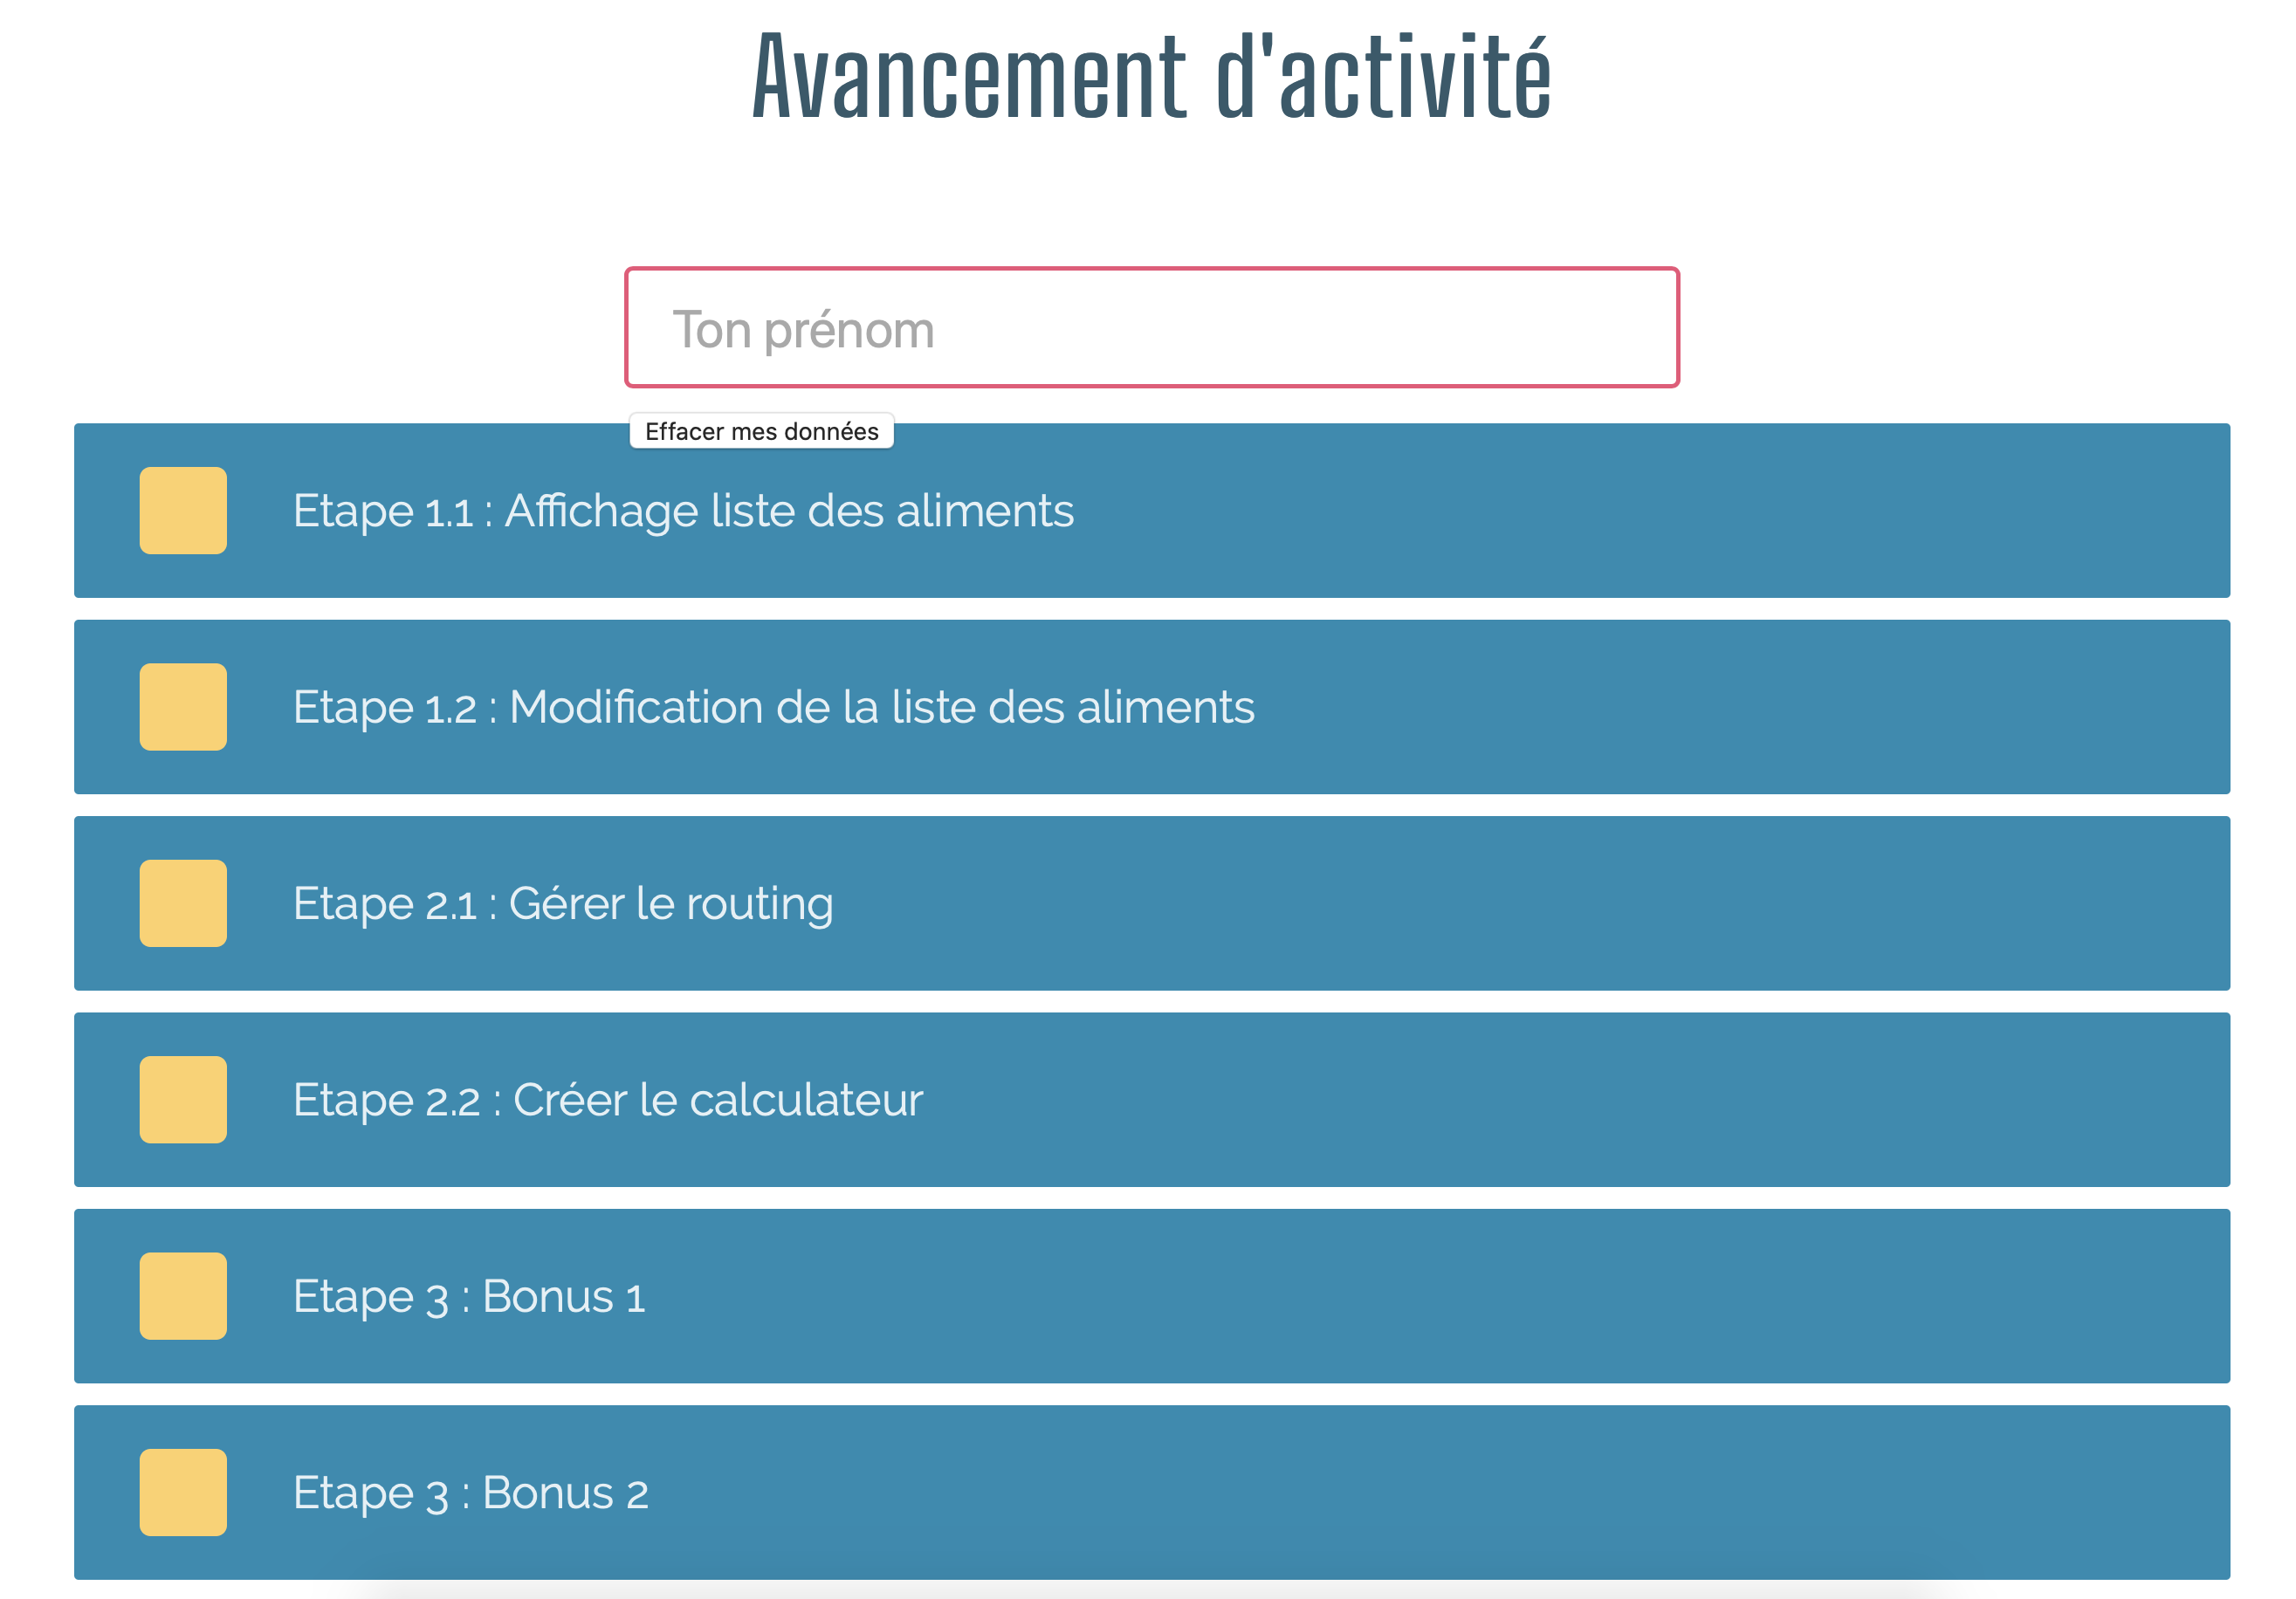 Avancement d'activité
Ton prénom
Effacer mes données
Etape 1.1 : Affichage liste des aliments
Etape 1.2 : Modification de la liste des aliments
Etape 2.1 : Gérer le routing
Etape 2.2 : Créer le calculateur
Etape 3 : Bonus 1
Etape 3 : Bonus 2